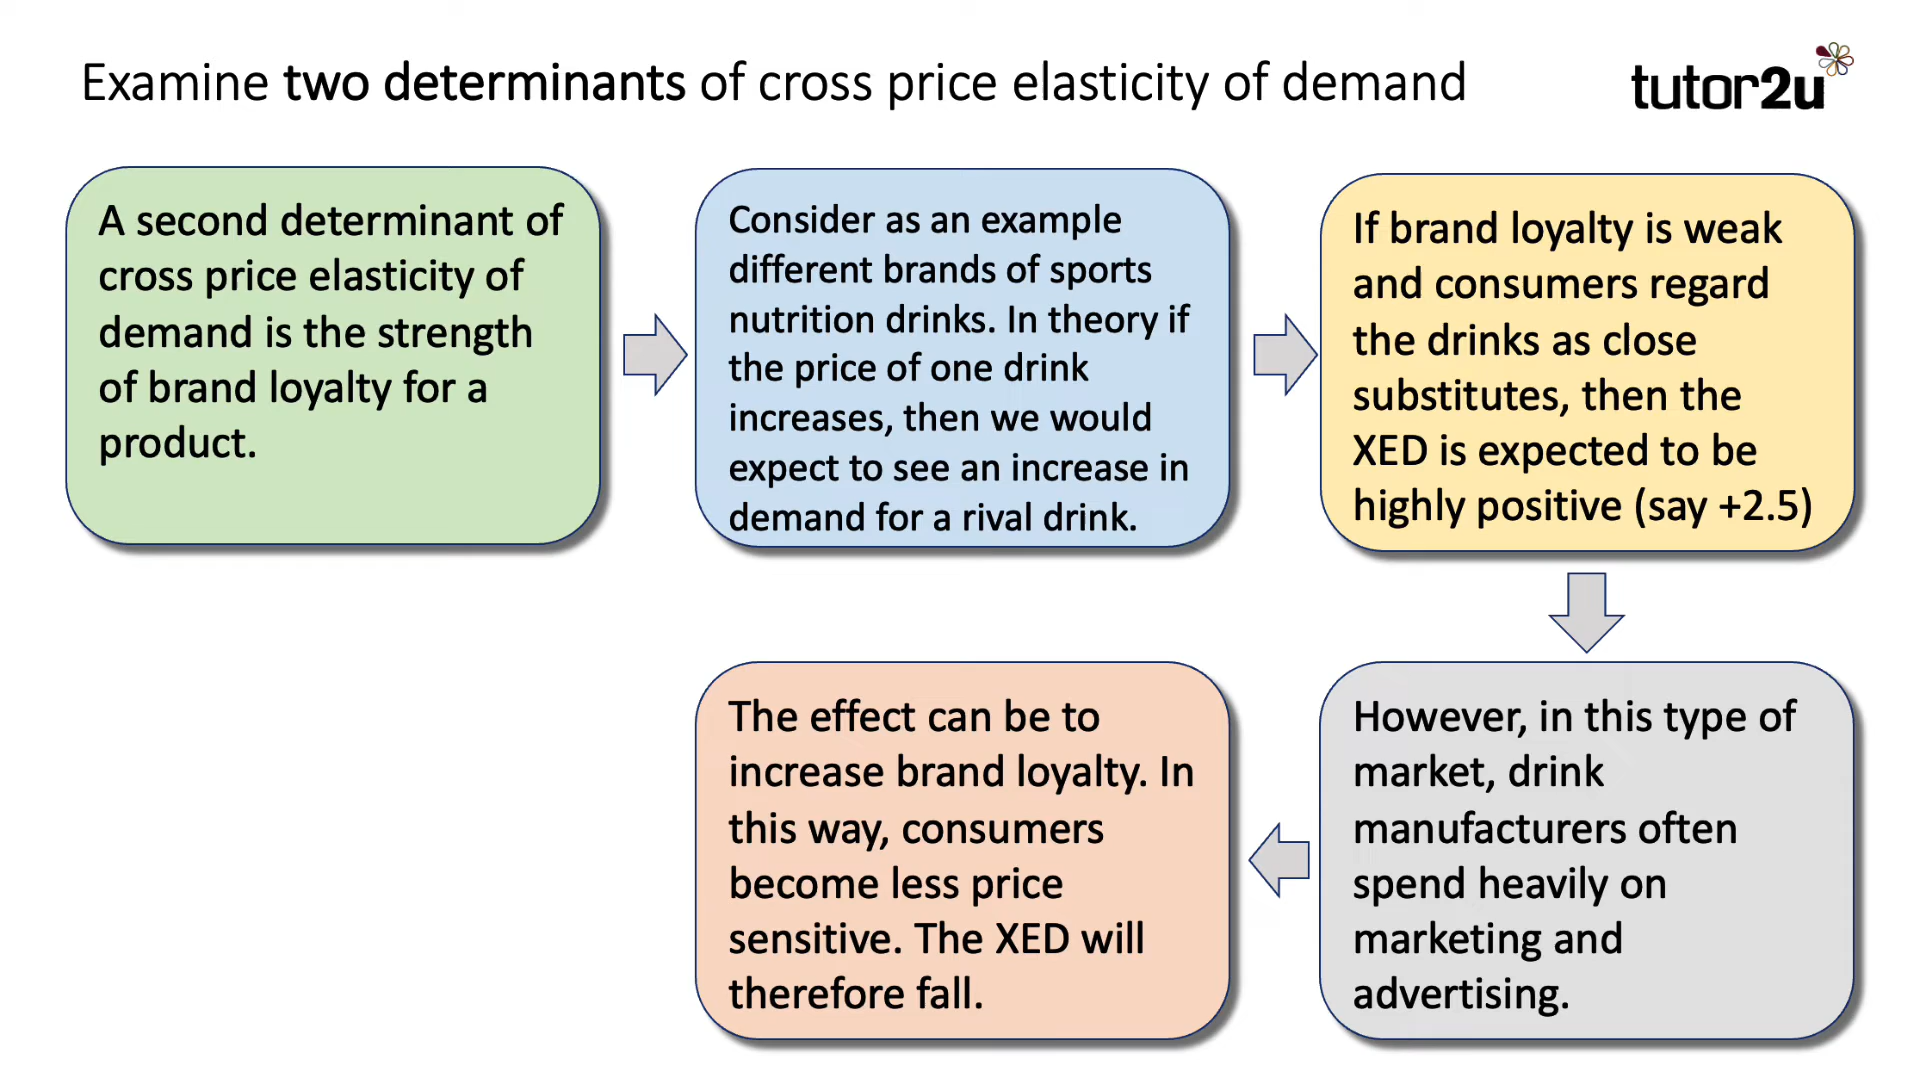 Examine two determinants of cross price elasticity of demand
tutor2u
A second determinant of
cross price elasticity of
demand is the strength
of brand loyalty for a
product.
Consider as an example
different brands of sports
nutrition drinks. In theory if
the price of one drink
increases, then we would
expect to see an increase in
demand for a rival drink.
If brand loyalty is weak
and consumers regard
the drinks as close
substitutes, then the
XED is expected to be
highly positive (say +2.5)
However, in this type of
market, drink
manufacturers often
spend heavily on
marketing and
advertising.
The effect can be to
increase brand loyalty. In
this way, consumers
become less price
sensitive. The XED will
therefore fall.